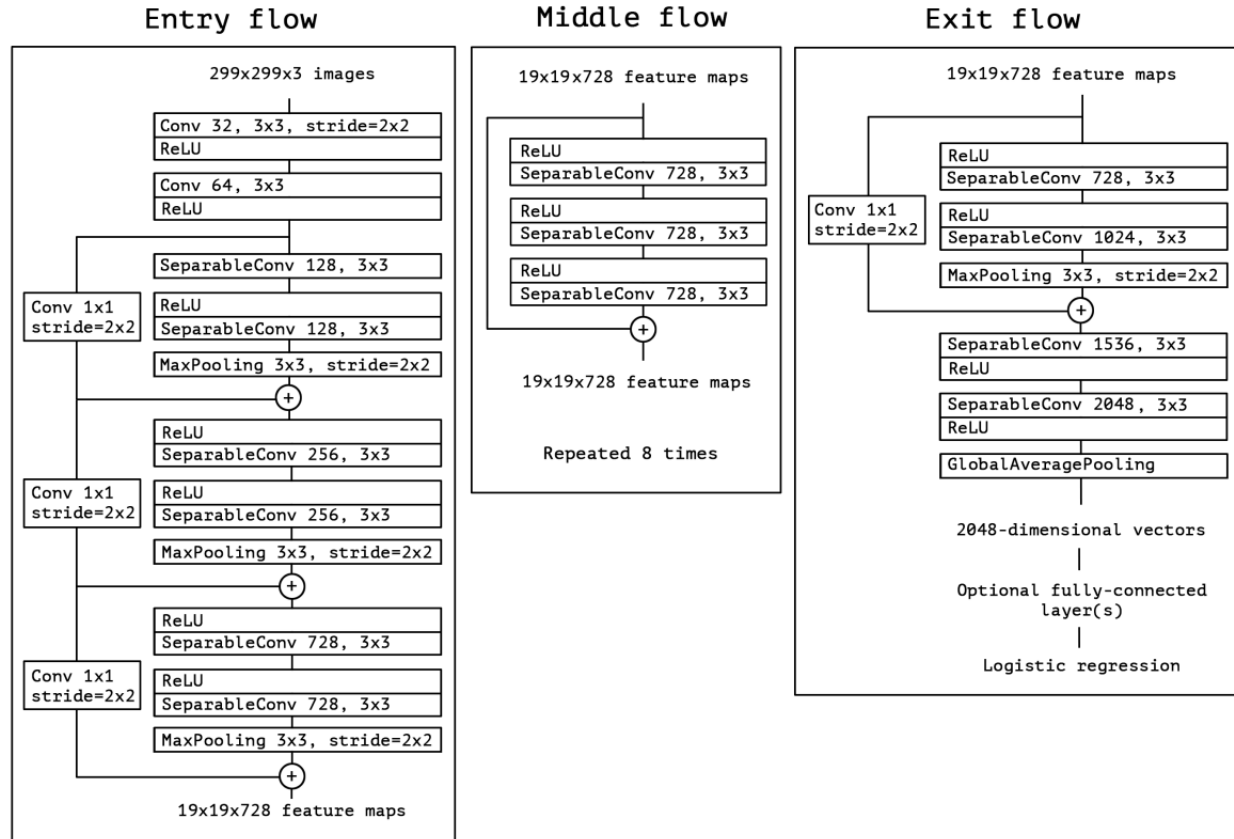 Entry flow
299x299x3 images
Conv 32, 3x3, stride=2x2
ReLU
Conv 64, 3x3
ReLU
SeparableConv 128, 3x3
Conv 1x1
stride=2x2
ReLU
SeparableConv 128, 3x3
MaxPooling 3x3, stride=2x2
+
ReLU
SeparableConv 256, 3x3
Conv 1x1
stride=2x2
ReLU
SeparableConv 256, 3x3
MaxPooling 3x3, stride=2x2
+
ReLU
SeparableConv 728, 3x3
Conv 1x1
stride=2x2
ReLU
SeparableConv 728, 3x3
MaxPooling 3x3, stride=2x2
+
19x19x728 feature maps
Middle flow
19x19x728 feature maps
ReLU
SeparableConv 728, 3x3
ReLU
SeparableConv 728, 3x3
ReLU
SeparableConv 728, 3x3
+
19x19x728 feature maps
Repeated 8 times
Exit flow
19x19x728 feature maps
ReLU
SeparableConv 728, 3x3
Conv 1x1
stride=2x2
ReLU
SeparableConv 1024, 3x3
MaxPooling 3x3, stride=2x2
+
SeparableConv 1536, 3x3
ReLU
SeparableConv 2048, 3x3
ReLU
GlobalAveragePooling
2048-dimensional vectors
Optional fully-connected
layer(s)
Logistic regression